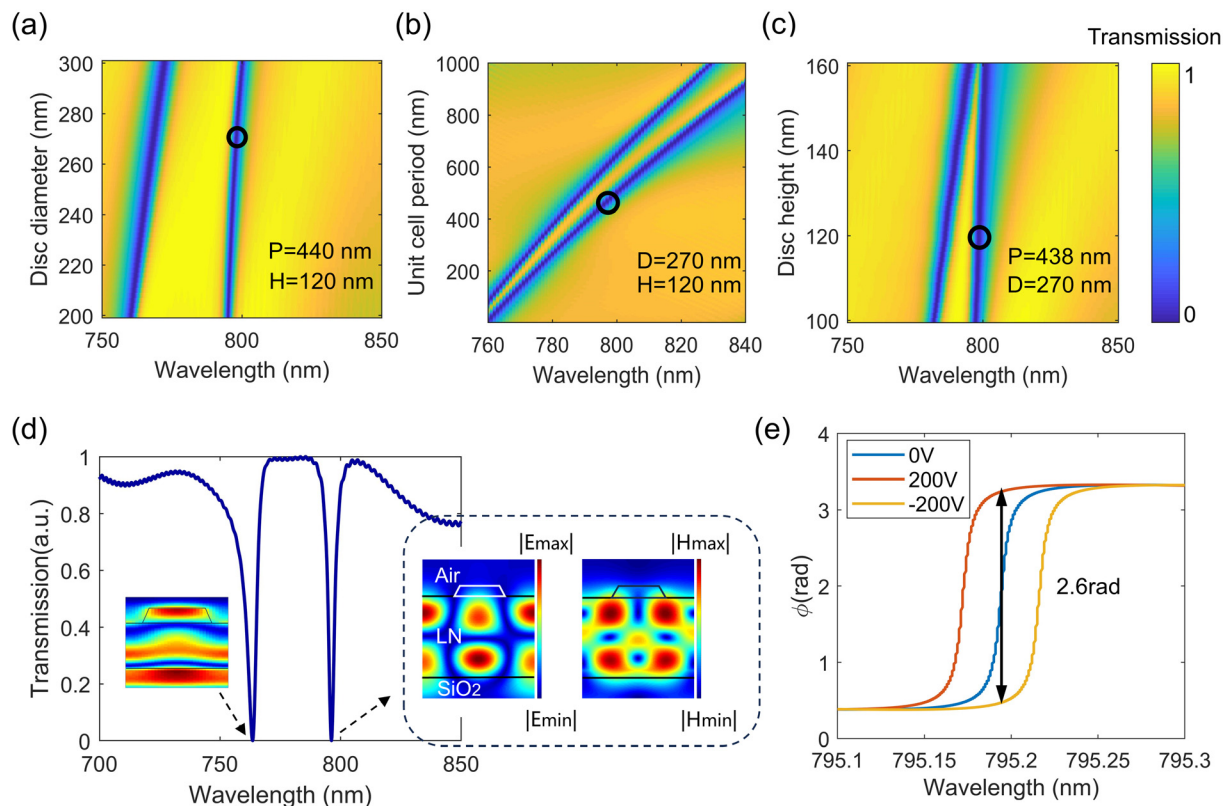 (a)
Disc diameter (nm)
300
280
260
240
220
200
P=440 nm
H=120 nm
750
800
850
Wavelength (nm)
(b)
Unit cell period (nm)
1000
800
600
400
200
D=270 nm
H=120 nm
760
780
800
820
840
Wavelength (nm)
(c)
Disc height (nm)
160
140
120
100
P=438 nm
D=270 nm
750
800
850
Wavelength (nm)
Transmission
1
0
(d)
Transmission(a.u.)
1
0.8
0.6
0.4
0.2
0
700
750
800
850
Wavelength (nm)
|Emax|
Air
LN
SiO2
|Emin|
|Hmax|
|Hmin|
(e)
ϕ(rad)
4
3
2
1
0
0V
200V
-200V
2.6rad
795.1
795.15
795.2
795.25
795.3
Wavelength (nm)